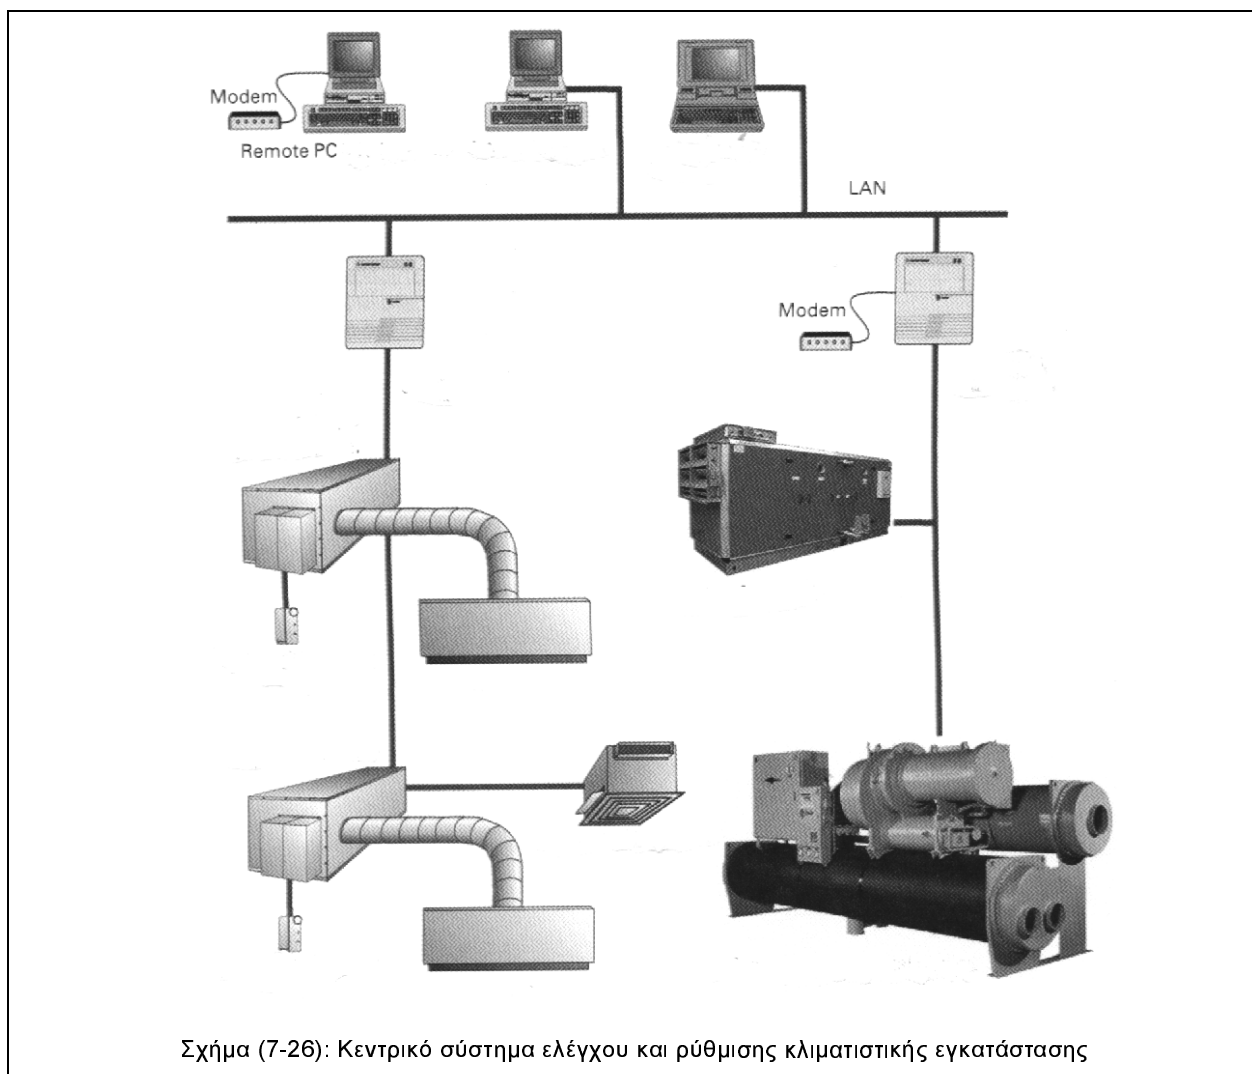 Modem
Remote PC
LAN
Modem
Σχήμα (7-26): Κεντρικό σύστημα ελέγχου και ρύθμισης κλιματιστικής εγκατάστασης